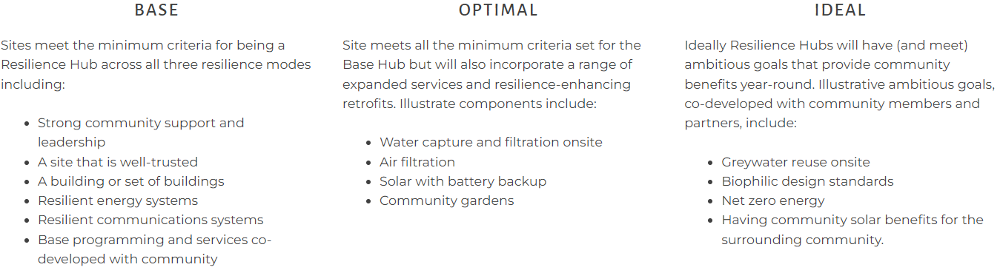 BASE
Sites meet the minimum criteria for being a
Resilience Hub across all three resilience modes
including:
• Strong community support and
leadership
• A site that is well-trusted
• A building or set of buildings
• Resilient energy systems
• Resilient communications systems
• Base programming and services co-
developed with community
OPTIMAL
Site meets all the minimum criteria set for the
Base Hub but will also incorporate a range of
expanded services and resilience-enhancing
retrofits. Illustrate components include:
• Water capture and filtration onsite
• Air filtration
• Solar with battery backup
• Community gardens
IDEAL
Ideally Resilience Hubs will have (and meet)
ambitious goals that provide community
benefits year-round. Illustrative ambitious goals,
co-developed with community members and
partners, include:
• Greywater reuse onsite
• Biophilic design standards
• Net zero energy
• Having community solar benefits for the
surrounding community.